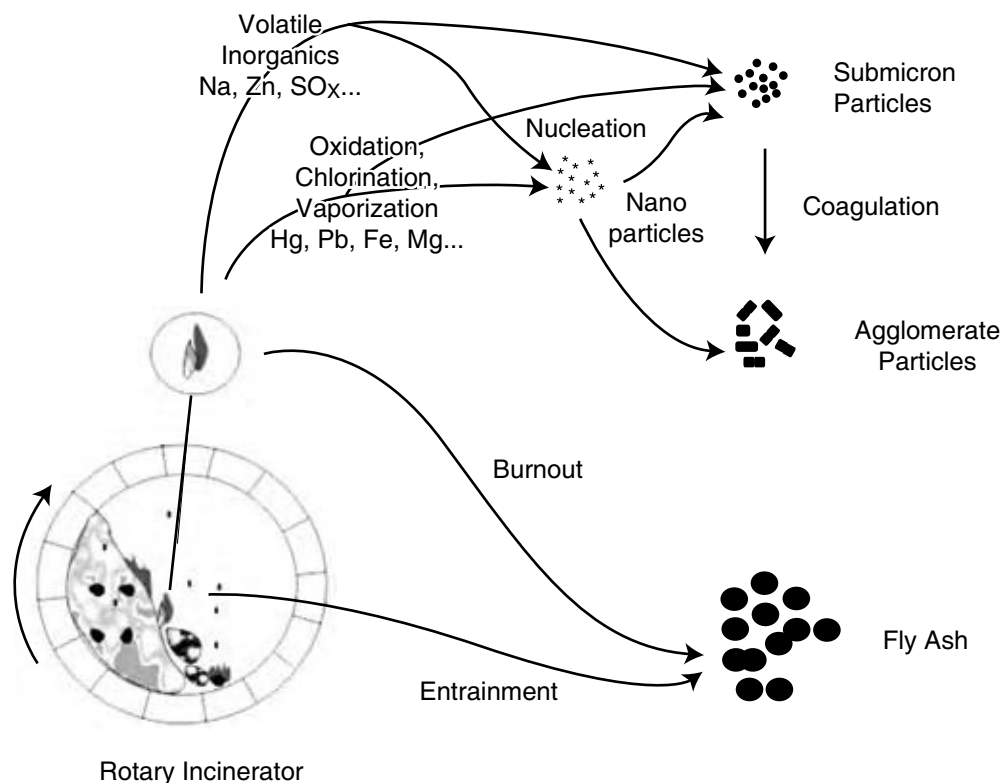 Volatile
Inorganics
Na, Zn, SOX...
Submicron
Particles
Nucleation
Oxidation,
Chlorination,
Vaporization
Hg, Pb, Fe, Mg...
Nano
particles
Coagulation
Agglomerate
Particles
Burnout
Fly Ash
Entrainment
Rotary Incinerator